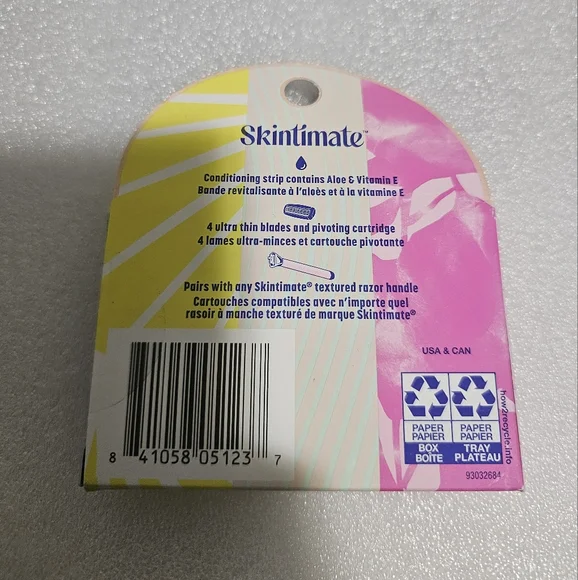 Skintimate™
Conditioning strip contains Aloe & Vitamin E
Bande revitalisante à l'aloès et à la vitamine E
4 ultra thin blades and pivoting cartridge
4 lames ultra-minces et cartouche pivotante
Pairs with any Skintimate® textured razor handle
Cartouches compatibles avec n'importe quel
rasoir à manche texturé de marque Skintimate®
USA & CAN
PAPER PAPER
PAPIER PAPIER
BOX TRAY
BOÎTE PLATEAU
how2recycle.info
93032684
8 41058 05123 7